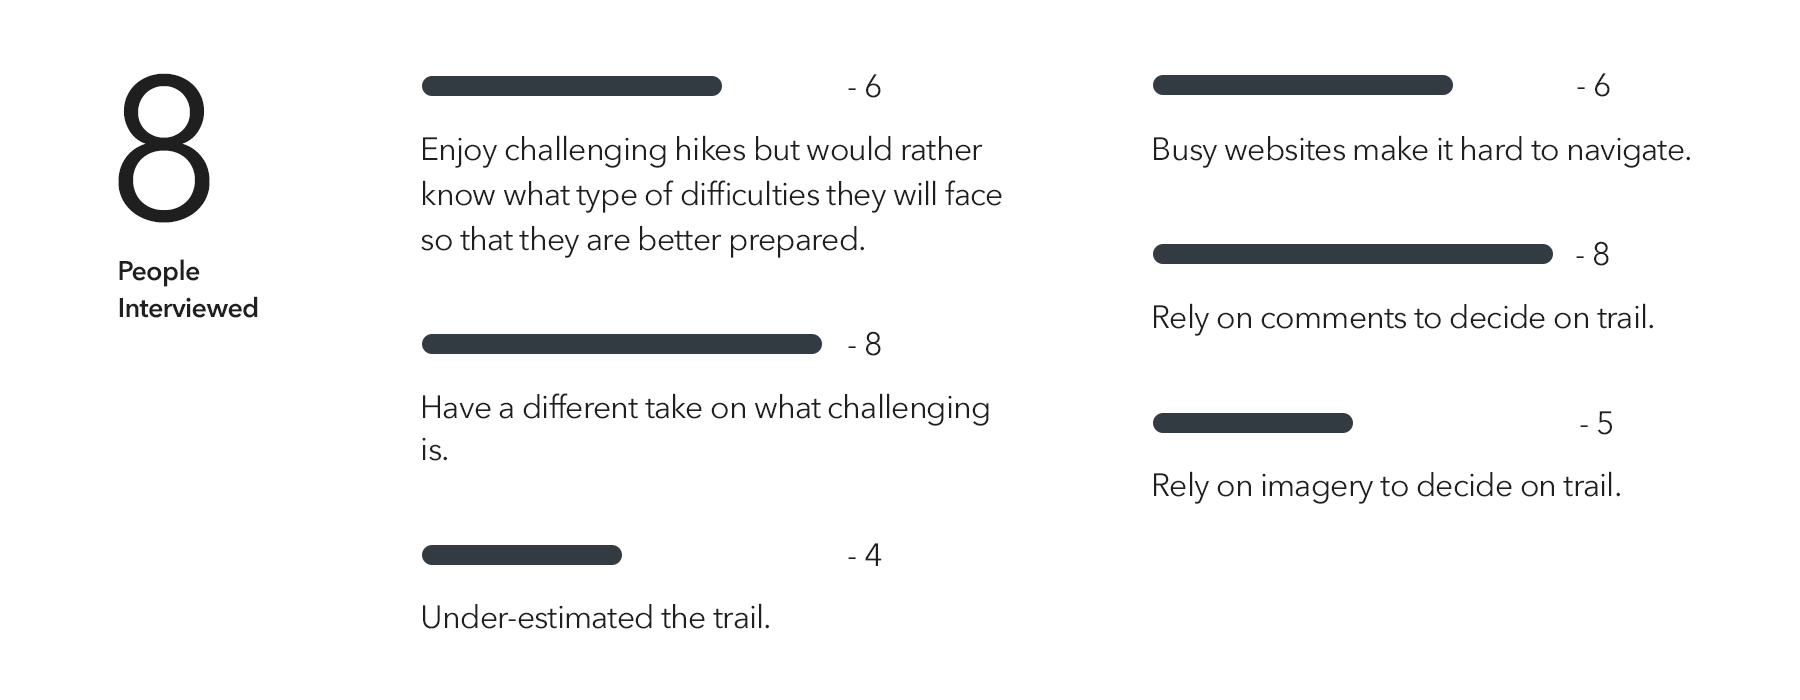 8
People
Interviewed
- 6
Enjoy challenging hikes but would rather
know what type of difficulties they will face
so that they are better prepared.
- 8
Have a different take on what challenging
is.
- 4
Under-estimated the trail.
- 6
Busy websites make it hard to navigate.
- 8
Rely on comments to decide on trail.
- 5
Rely on imagery to decide on trail.